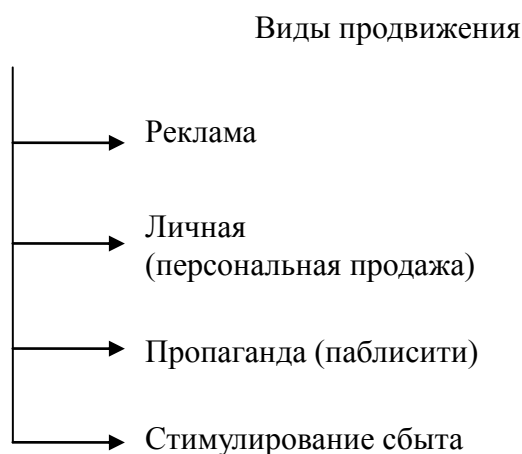 Виды продвижения
Реклама
Личная
(персональная продажа)
Пропаганда (паблисити)
Стимулирование сбыта